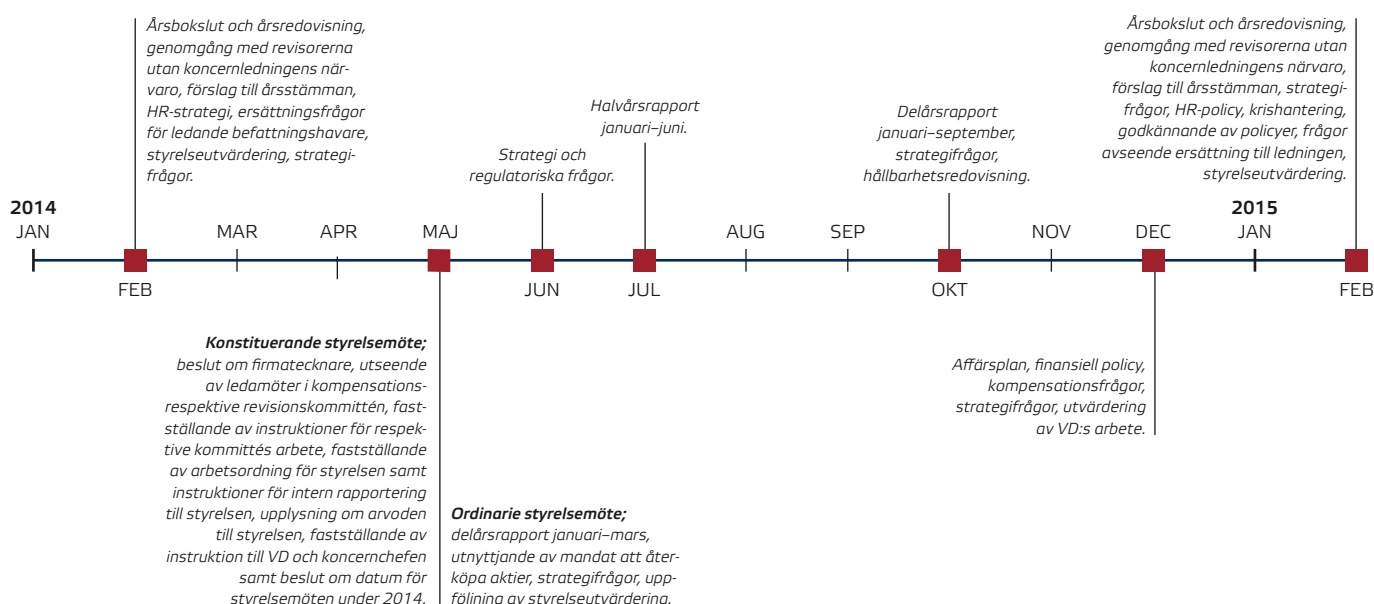 Årsbokslut och årsredovisning,
genomgång med revisorerna
utan koncernledningens när-
varo, förslag till årsstämman,
HR-strategi, ersättningsfrågor
för ledande befattningshavare,
styrelseutvärdering, strategi-
frågor.
Strategi och
regulatoriska frågor.
Halvårsrapport
januari–juni.
Delårsrapport
januari–september,
strategifrågor,
hållbarhetsredovisning.
Årsbokslut och årsredovisning,
genomgång med revisorerna utan
koncernledningens närvaro,
förslag till årsstämman, strategi-
frågor, HR-policy, krishantering,
godkännande av policyer, frågor
avseende ersättning till ledningen,
styrelseutvärdering.
2014
JAN
FEB
MAR
APR
MAJ
JUN
JUL
AUG
SEP
OKT
NOV
DEC
2015
JAN
FEB
Konstituerande styrelsemöte;
beslut om firmatecknare, utseende
av ledamöter i kompensations-
respektive revisionskommittén, fast-
ställande av instruktioner för respek-
tive kommittés arbete, fastställande
av arbetsordning för styrelsen samt
instruktioner för intern rapportering
till styrelsen, upplysning om arvoden
till styrelsen, fastställande av
instruktion till VD och koncernchefen
samt beslut om datum för
styrelsemöten under 2014.
Ordinarie styrelsemöte;
delårsrapport januari–mars,
utnyttjande av mandat att åter-
köpa aktier, strategifrågor, upp-
följning av styrelseutvärdering.
Affärsplan, finansiell policy,
kompensationsfrågor,
strategifrågor, utvärdering
av VD:s arbete.